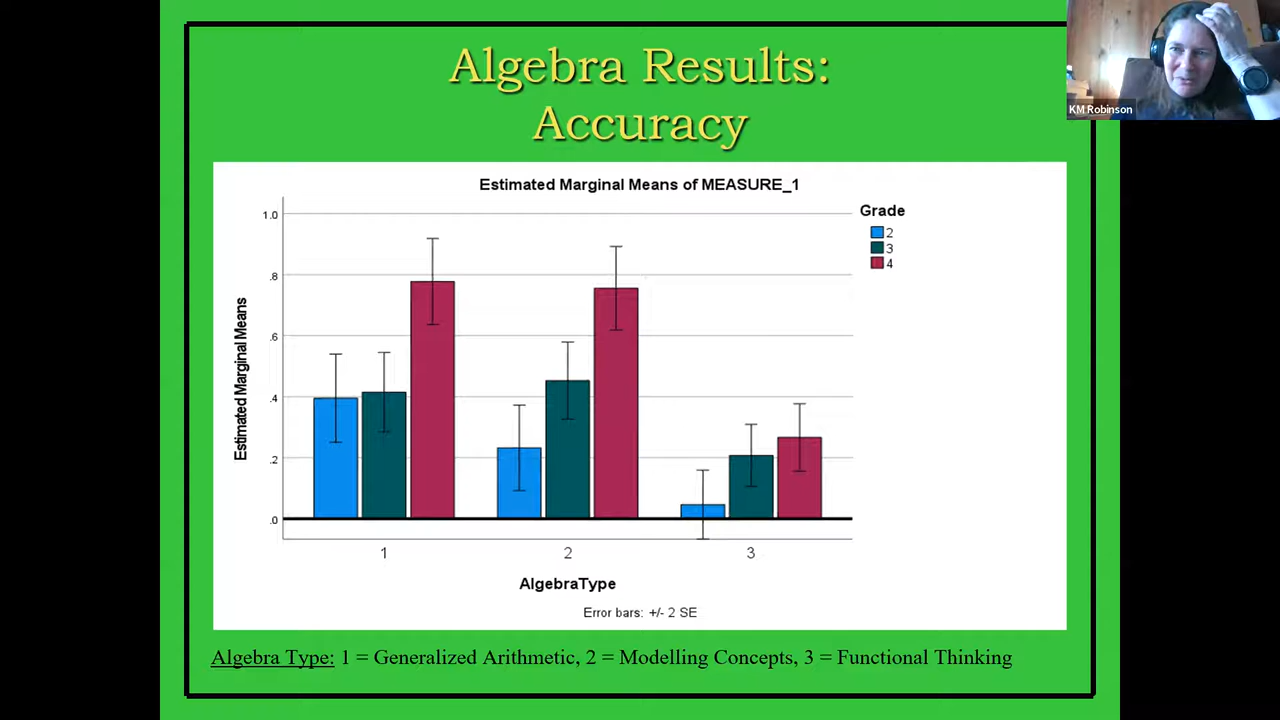 Algebra Results:
Accuracy
KM Robinson
Estimated Marginal Means of MEASURE_1
Grade
2
3
4
Estimated Marginal Means
1.0
.8
.6
.4
.2
.0
1
2
3
AlgebraType
Error bars: +/- 2 SE
Algebra Type: 1 = Generalized Arithmetic, 2 = Modelling Concepts, 3 = Functional Thinking